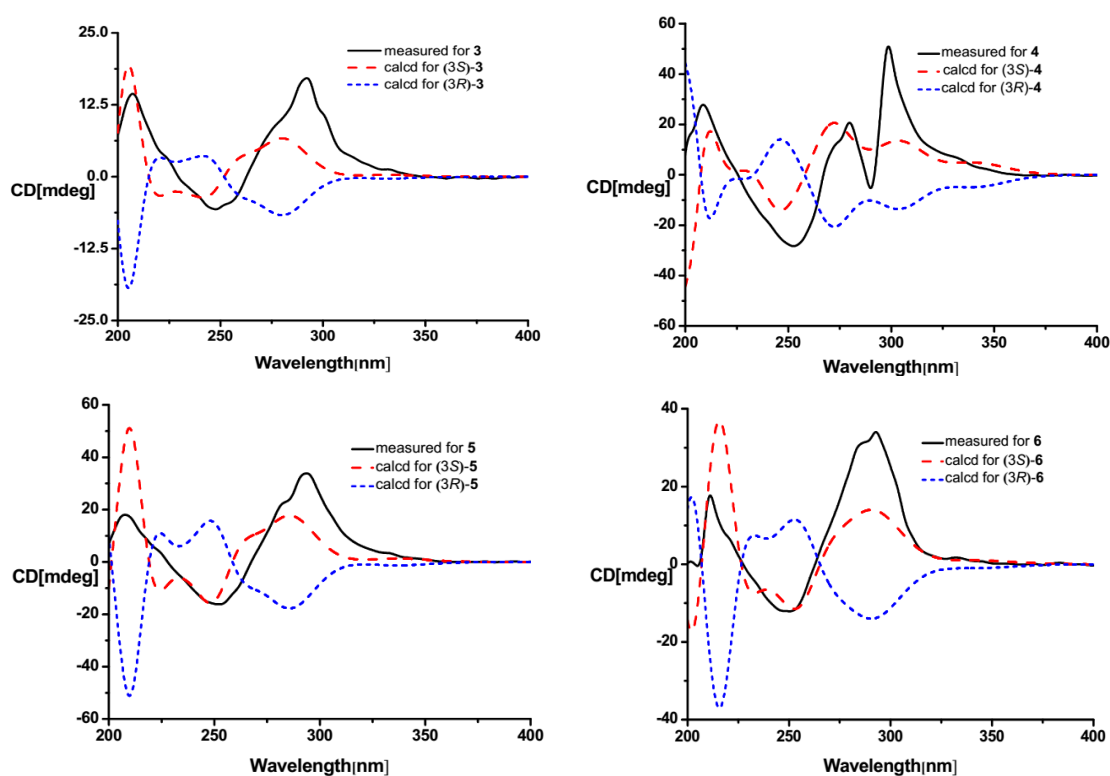 25.0
12.5
0.0
-12.5
-25.0
CD[mdeg]
measured for 3
calcd for (3S)-3
calcd for (3R)-3
200 250 300 350 400
Wavelength[nm]
60
40
20
0
-20
-40
-60
CD[mdeg]
measured for 4
calcd for (3S)-4
calcd for (3R)-4
200 250 300 350 400
Wavelength[nm]
60
40
20
0
-20
-40
-60
CD[mdeg]
measured for 5
calcd for (3S)-5
calcd for (3R)-5
200 250 300 350 400
Wavelength[nm]
40
20
0
-20
-40
CD[mdeg]
measured for 6
calcd for (3S)-6
calcd for (3R)-6
200 250 300 350 400
Wavelength[nm]